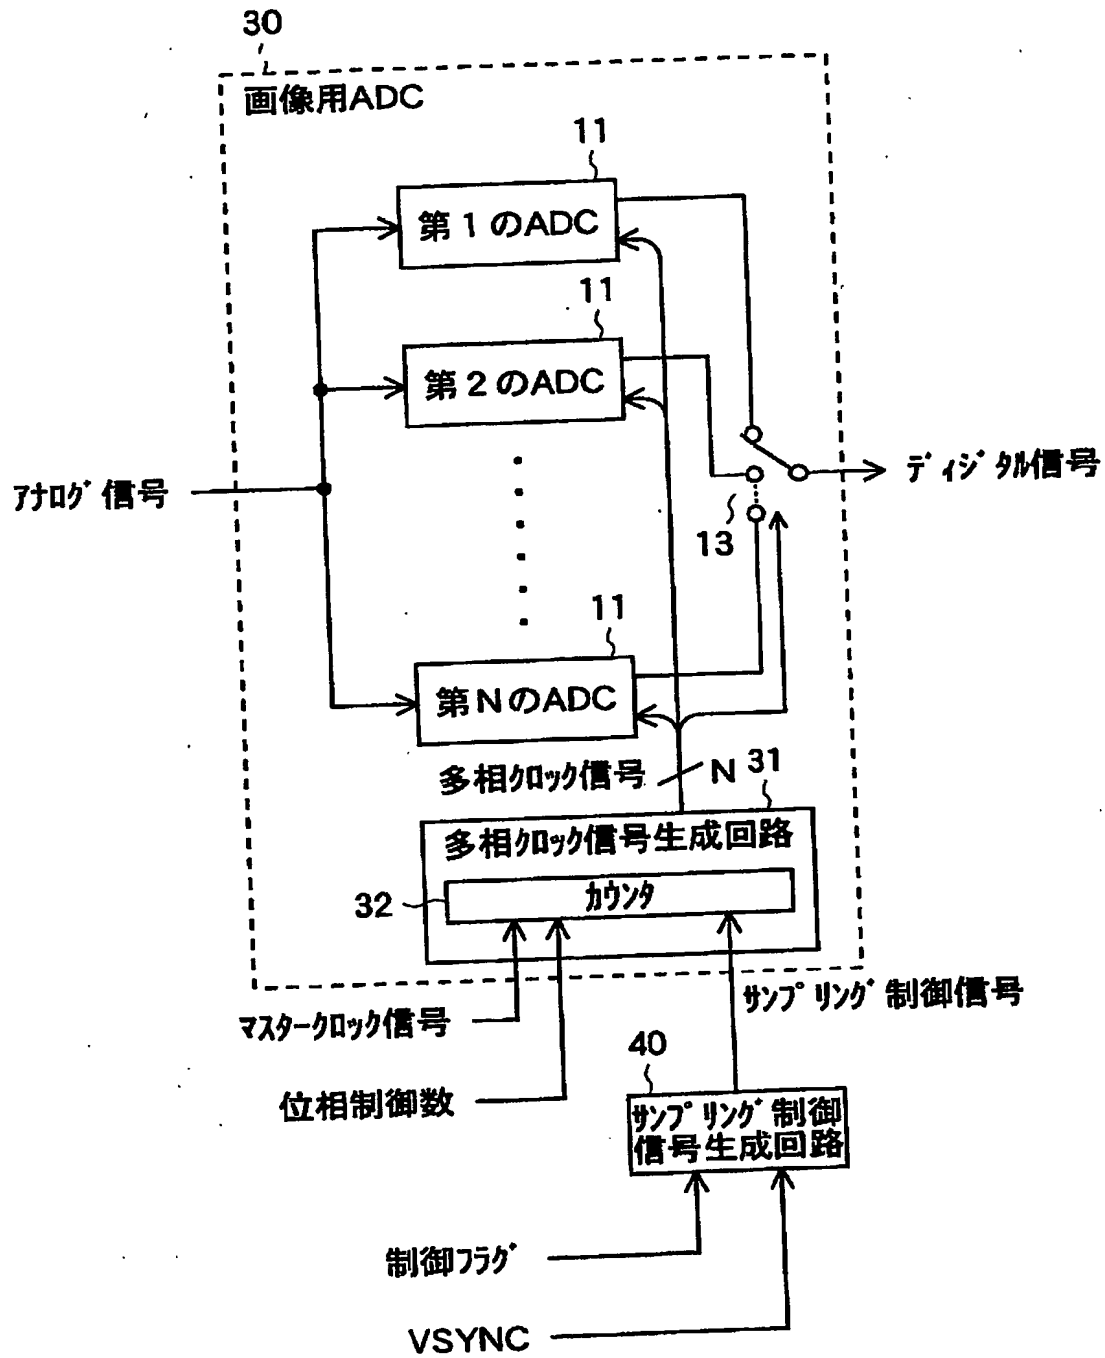 30
画像用ADC
11
第1のADC
11
第2のADC
アナログ信号
ディジタル信号
13
11
第NのADC
多相クロック信号
N
31
多相クロック信号生成回路
32
カウンタ
マスタークロック信号
サンプリング制御信号
40
位相制御数
サンプリング制御
信号生成回路
制御フラグ
VSYNC